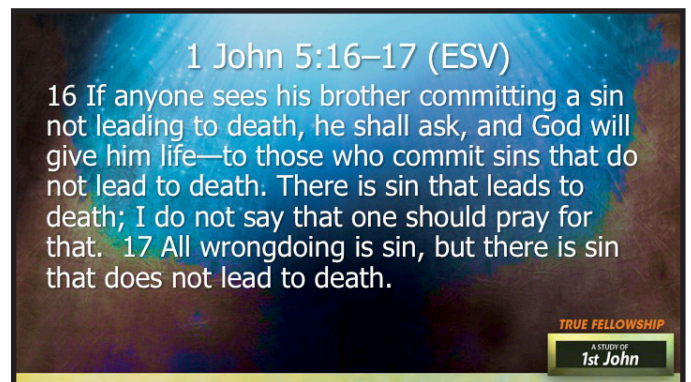 1 John 5:16–17 (ESV)
16 If anyone sees his brother committing a sin
not leading to death, he shall ask, and God will
give him life—to those who commit sins that do
not lead to death. There is sin that leads to
death; I do not say that one should pray for
that.  17 All wrongdoing is sin, but there is sin
that does not lead to death.
TRUE FELLOWSHIP
A STUDY OF
1st John